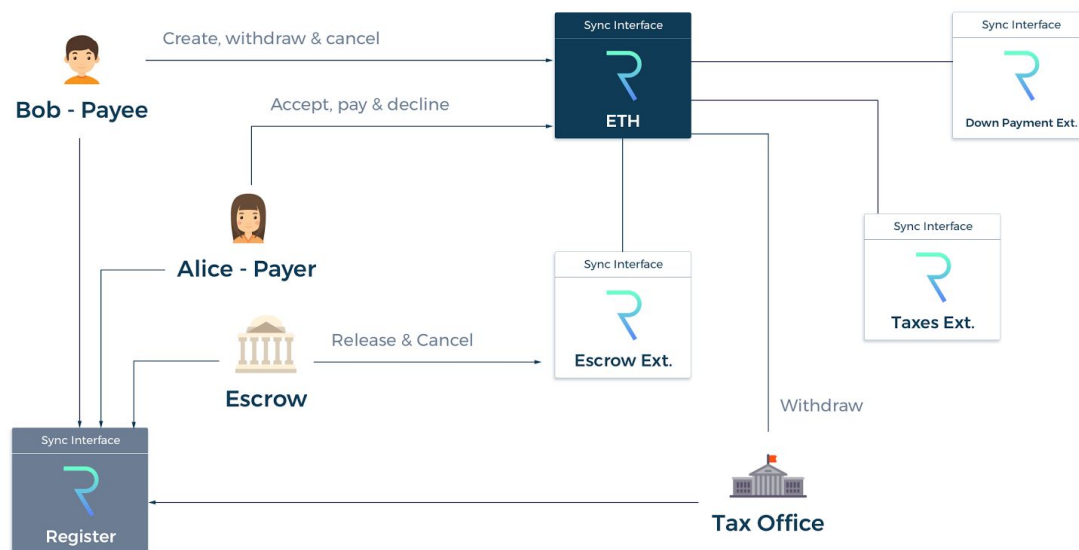 Sync Interface
ETH
Sync Interface
Down Payment Ext.
Create, withdraw & cancel
Bob - Payee
Accept, pay & decline
Alice - Payer
Sync Interface
Taxes Ext.
Sync Interface
Escrow Ext.
Release & Cancel
Escrow
Withdraw
Sync Interface
Register
Tax Office